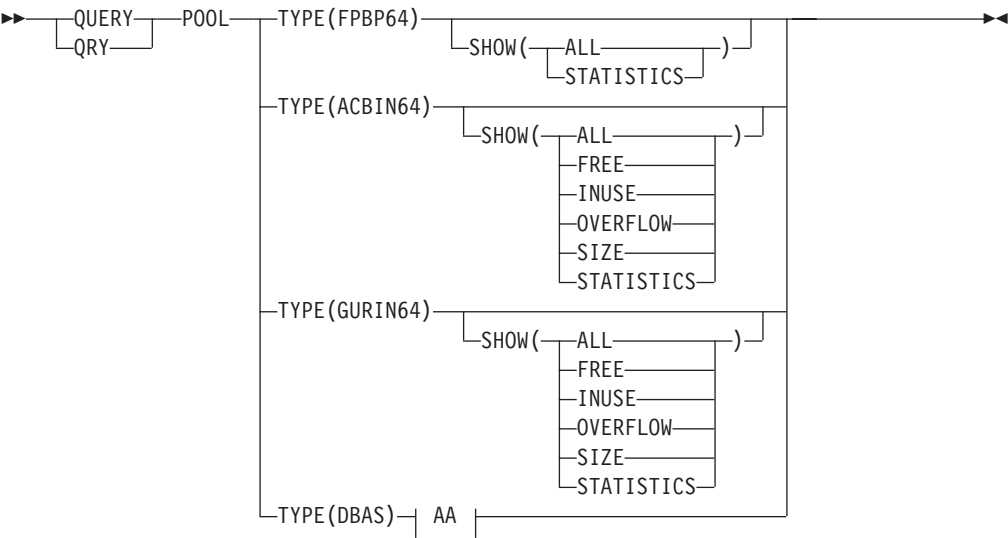 QUERY POOL TYPE(FPBP64)
QRY SHOW( ALL )
STATISTICS
TYPE(ACBIN64)
SHOW( ALL )
FREE
INUSE
OVERFLOW
SIZE
STATISTICS
TYPE(GURIN64)
SHOW( ALL )
FREE
INUSE
OVERFLOW
SIZE
STATISTICS
TYPE(DBAS) AA